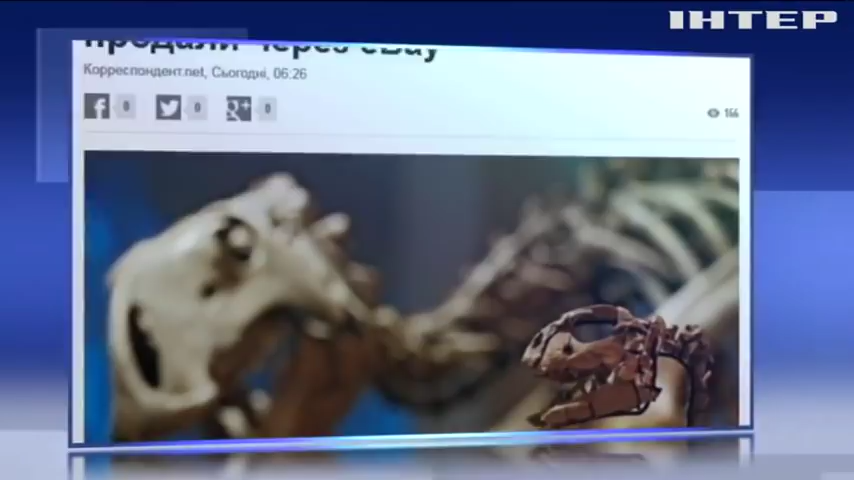 ІНТЕР
продали через eBay
Корреспондент.net, Сьогодні, 06:26
0 0 0
166